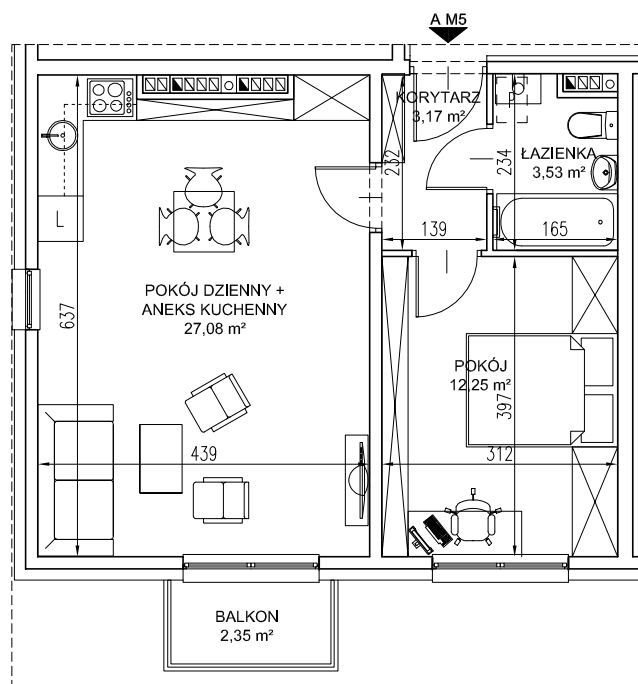 A M5
KORYTARZ
3,17 m²
ŁAZIENKA
3,53 m²
232
234
139
165
L
POKÓJ DZIENNY +
ANEKS KUCHENNY
27,08 m²
637
POKÓJ
12,25 m²
397
439
312
BALKON
2,35 m²